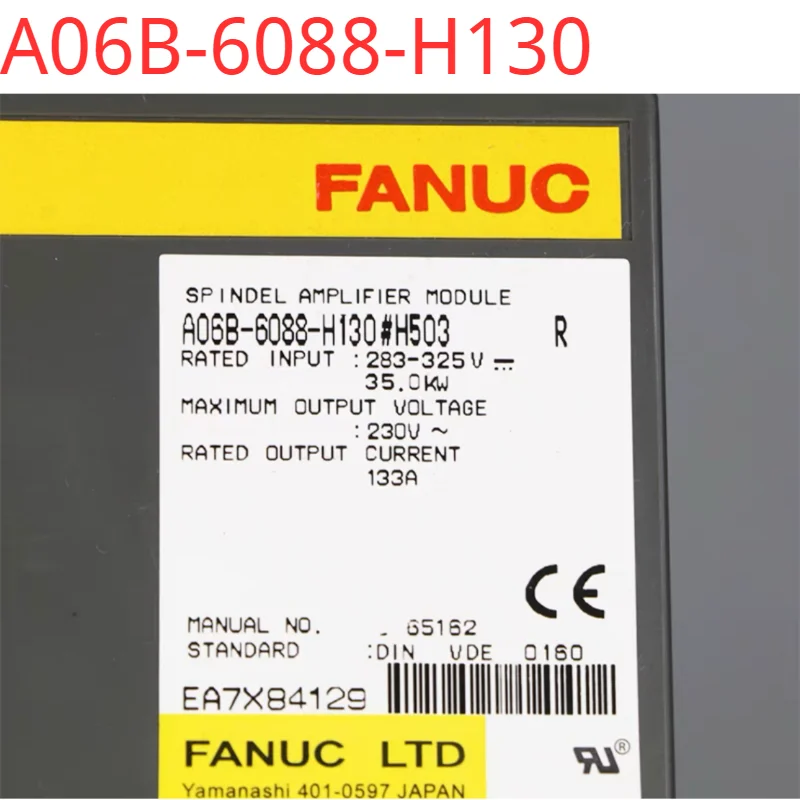 A06B-6088-H130
FANUC
SPINDEL AMPLIFIER MODULE
A06B-6088-H130#H503 R
RATED INPUT :283-325V ⎓
35.0KW
MAXIMUM OUTPUT VOLTAGE
:230V ~
RATED OUTPUT CURRENT
133A
CE
MANUAL NO. 65162
STANDARD :DIN VDE 0160
EA7X84129
FANUC LTD
Yamanashi 401-0597 JAPAN